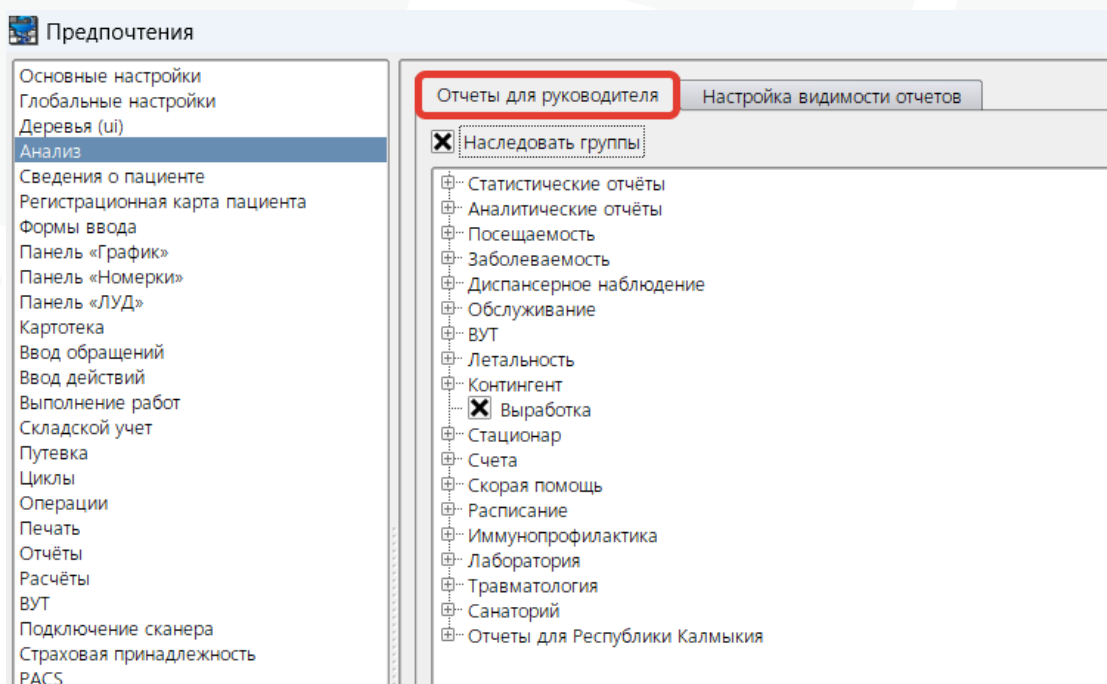 Предпочтения
Основные настройки
Глобальные настройки
Деревья (ui)
Анализ
Сведения о пациенте
Регистрационная карта пациента
Формы ввода
Панель «График»
Панель «Номерки»
Панель «ЛУД»
Картотека
Ввод обращений
Ввод действий
Выполнение работ
Складской учет
Путевка
Циклы
Операции
Печать
Отчёты
Расчёты
ВУТ
Подключение сканера
Страховая принадлежность
PACS
Отчеты для руководителя
Настройка видимости отчетов
Наследовать группы
Статистические отчёты
Аналитические отчёты
Посещаемость
Заболеваемость
Диспансерное наблюдение
Обслуживание
ВУТ
Летальность
Контингент
Выработка
Стационар
Счета
Скорая помощь
Расписание
Иммунопрофилактика
Лаборатория
Травматология
Санаторий
Отчеты для Республики Калмыкия